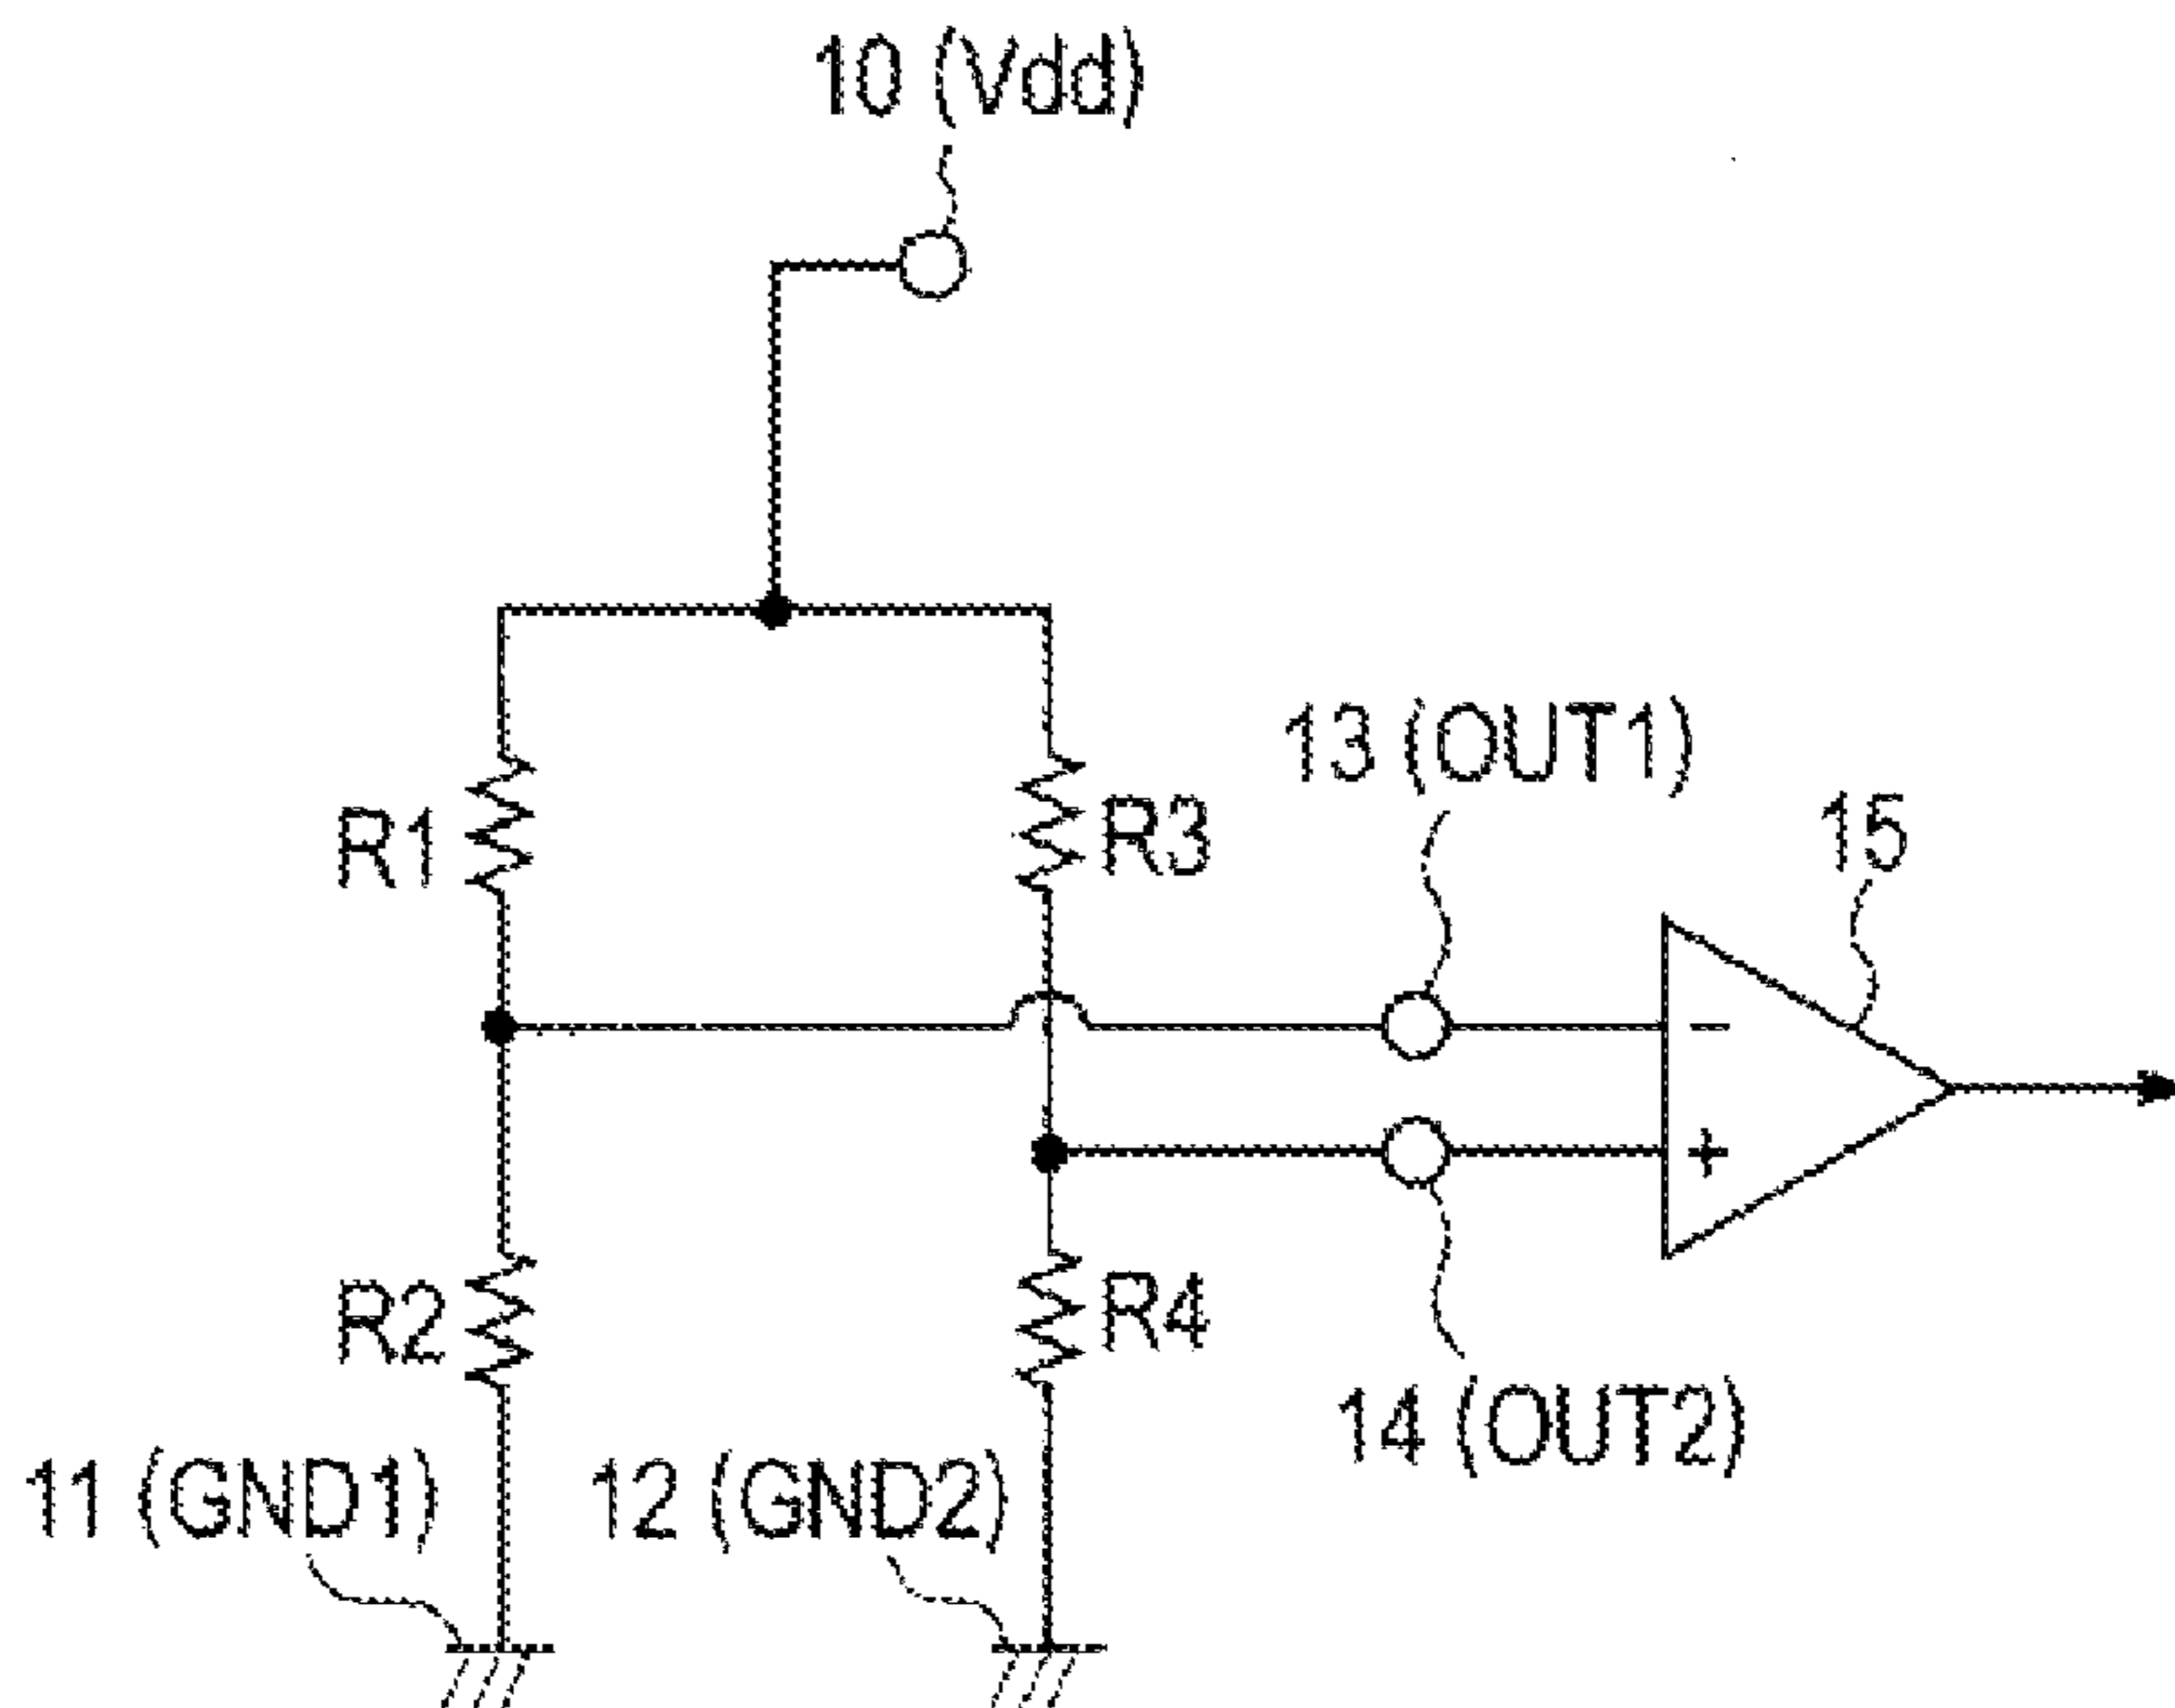 10 (Vdd)
13 (OUT1)
15
R1
R3
-
+
R2
R4
14 (OUT2)
11 (GND1)
12 (GND2)